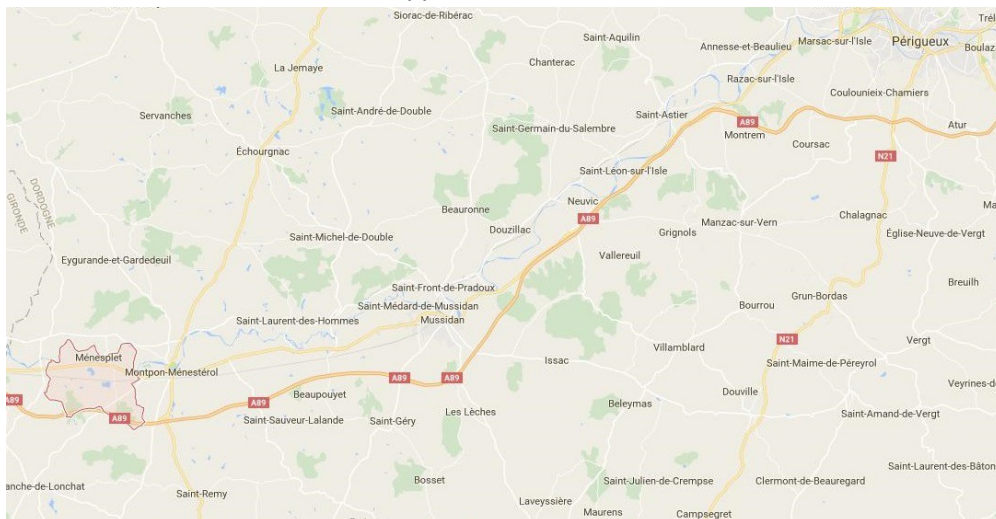 Siorac-de-Ribérac
Trél
Saint-Aquilin
Marsac-sur-l'Isle
Périgueux
Annesse-et-Beaulieu
Boulaz
Chanterac
La Jemaye
Razac-sur-l'Isle
Coulounieix-Chamiers
Saint-André-de-Double
Servanches
Saint-Astier
A89
Atur
Saint-Germain-du-Salembre
Montrem
Coursac
Échourgnac
N21
Saint-Léon-sur-l'Isle
DORDOGNE
GIRONDE
Neuvic
Ma
Beauronne
A89
Manzac-sur-Vern
Chalagnac
Douzillac
Grignols
Église-Neuve-de-Vergt
Saint-Michel-de-Double
Vallereuil
Eygurande-et-Gardedeuil
Breuilh
Saint-Front-de-Pradoux
Grun-Bordas
Saint-Médard-de-Mussidan
Bourrou
Saint-Laurent-des-Hommes
Mussidan
N21
Vergt
Villamblard
Ménesplet
Issac
Saint-Maime-de-Péreyrol
Montpon-Ménestérol
A89
A89
Veyrines-d
Beaupouyet
Douville
A89
A89
Beleymas
A89
Les Lèches
Saint-Amand-de-Vergt
Saint-Sauveur-Lalande
Saint-Géry
Saint-Laurent-des-Bâton
Bosset
Saint-Julien-de-Crempse
Clermont-de-Beauregard
anche-de-Lonchat
Saint-Remy
Laveyssière
Maurens
Campsegret